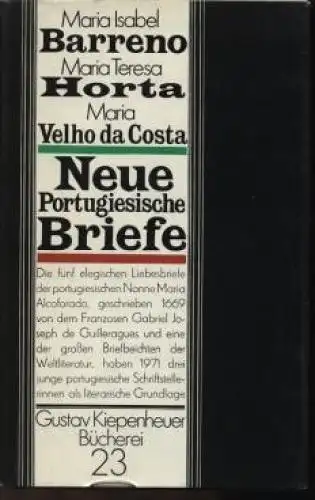 Maria Isabel
Barreno
Maria Teresa
Horta
Maria
Velho da Costa
Neue
Portugiesische
Briefe
Die fünf elegischen Liebesbriefe
der portugiesischen Nonne Maria
Alcoforado, geschrieben 1669
von dem Franzosen Gabriel Jo-
seph de Guilleragues und eine
der großen Briefbeichten der
Weltliteratur, haben 1971 drei
junge portugiesische Schriftstelle-
rinnen als literarische Grundlage
Gustav Kiepenheuer
Bücherei
23